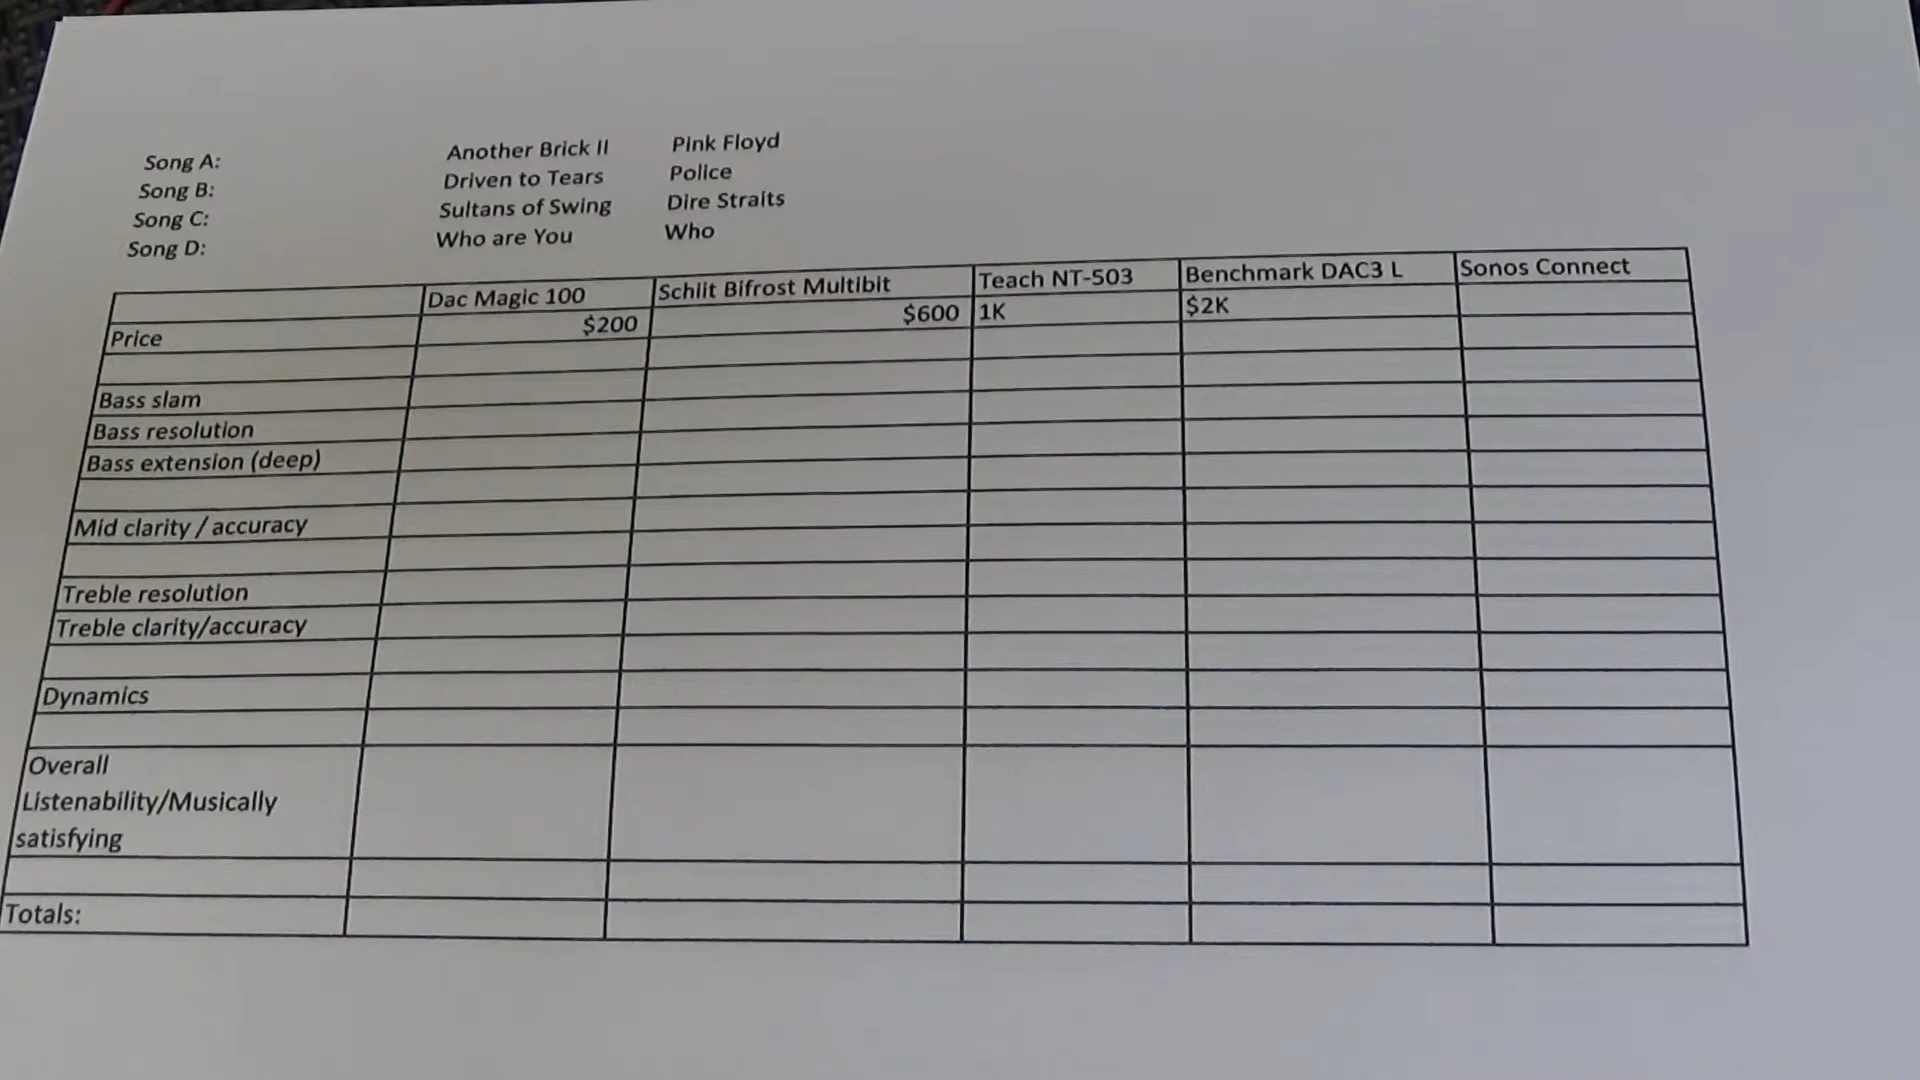 Song A: Another Brick II Pink Floyd
Song B: Driven to Tears Police
Song C: Sultans of Swing Dire Straits
Song D: Who are You Who
Dac Magic 100 Schiit Bifrost Multibit Teach NT-503 Benchmark DAC3 L Sonos Connect
Price $200 $600 1K $2K
Bass slam
Bass resolution
Bass extension (deep)
Mid clarity / accuracy
Treble resolution
Treble clarity/accuracy
Dynamics
Overall
Listenability/Musically
satisfying
Totals: